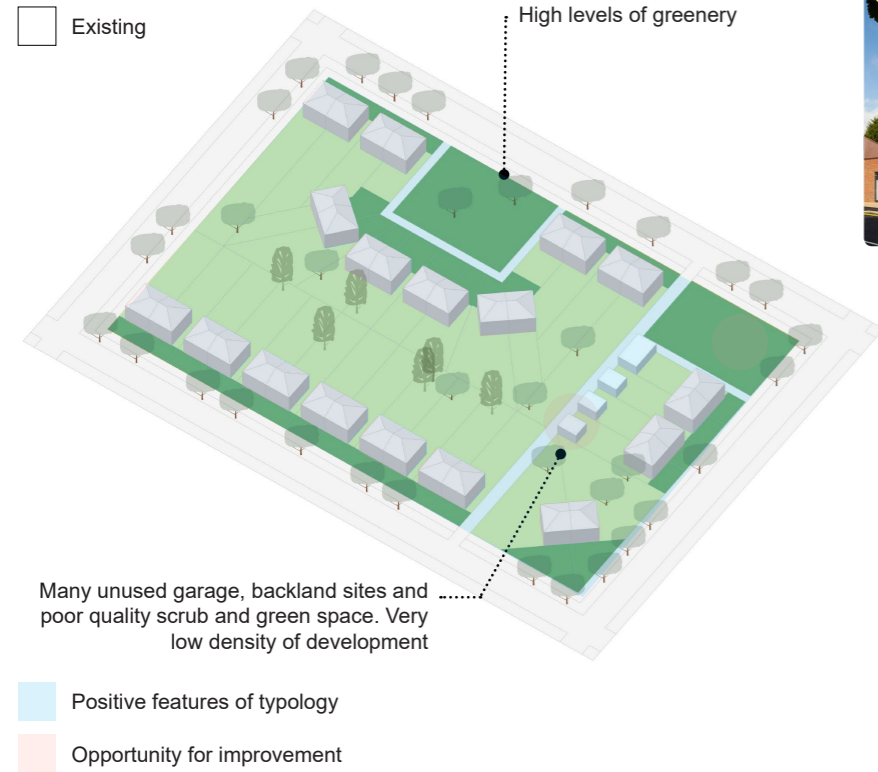 Existing
High levels of greenery
Many unused garage, backland sites and
poor quality scrub and green space. Very
low density of development
Positive features of typology
Opportunity for improvement